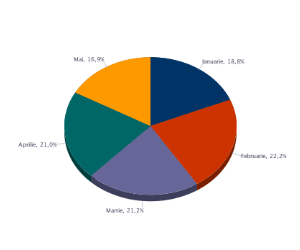 Mai, 16,9%
Ianuarie, 18,8%
Aprilie, 21,0%
Februarie, 22,2%
Martie, 21,2%